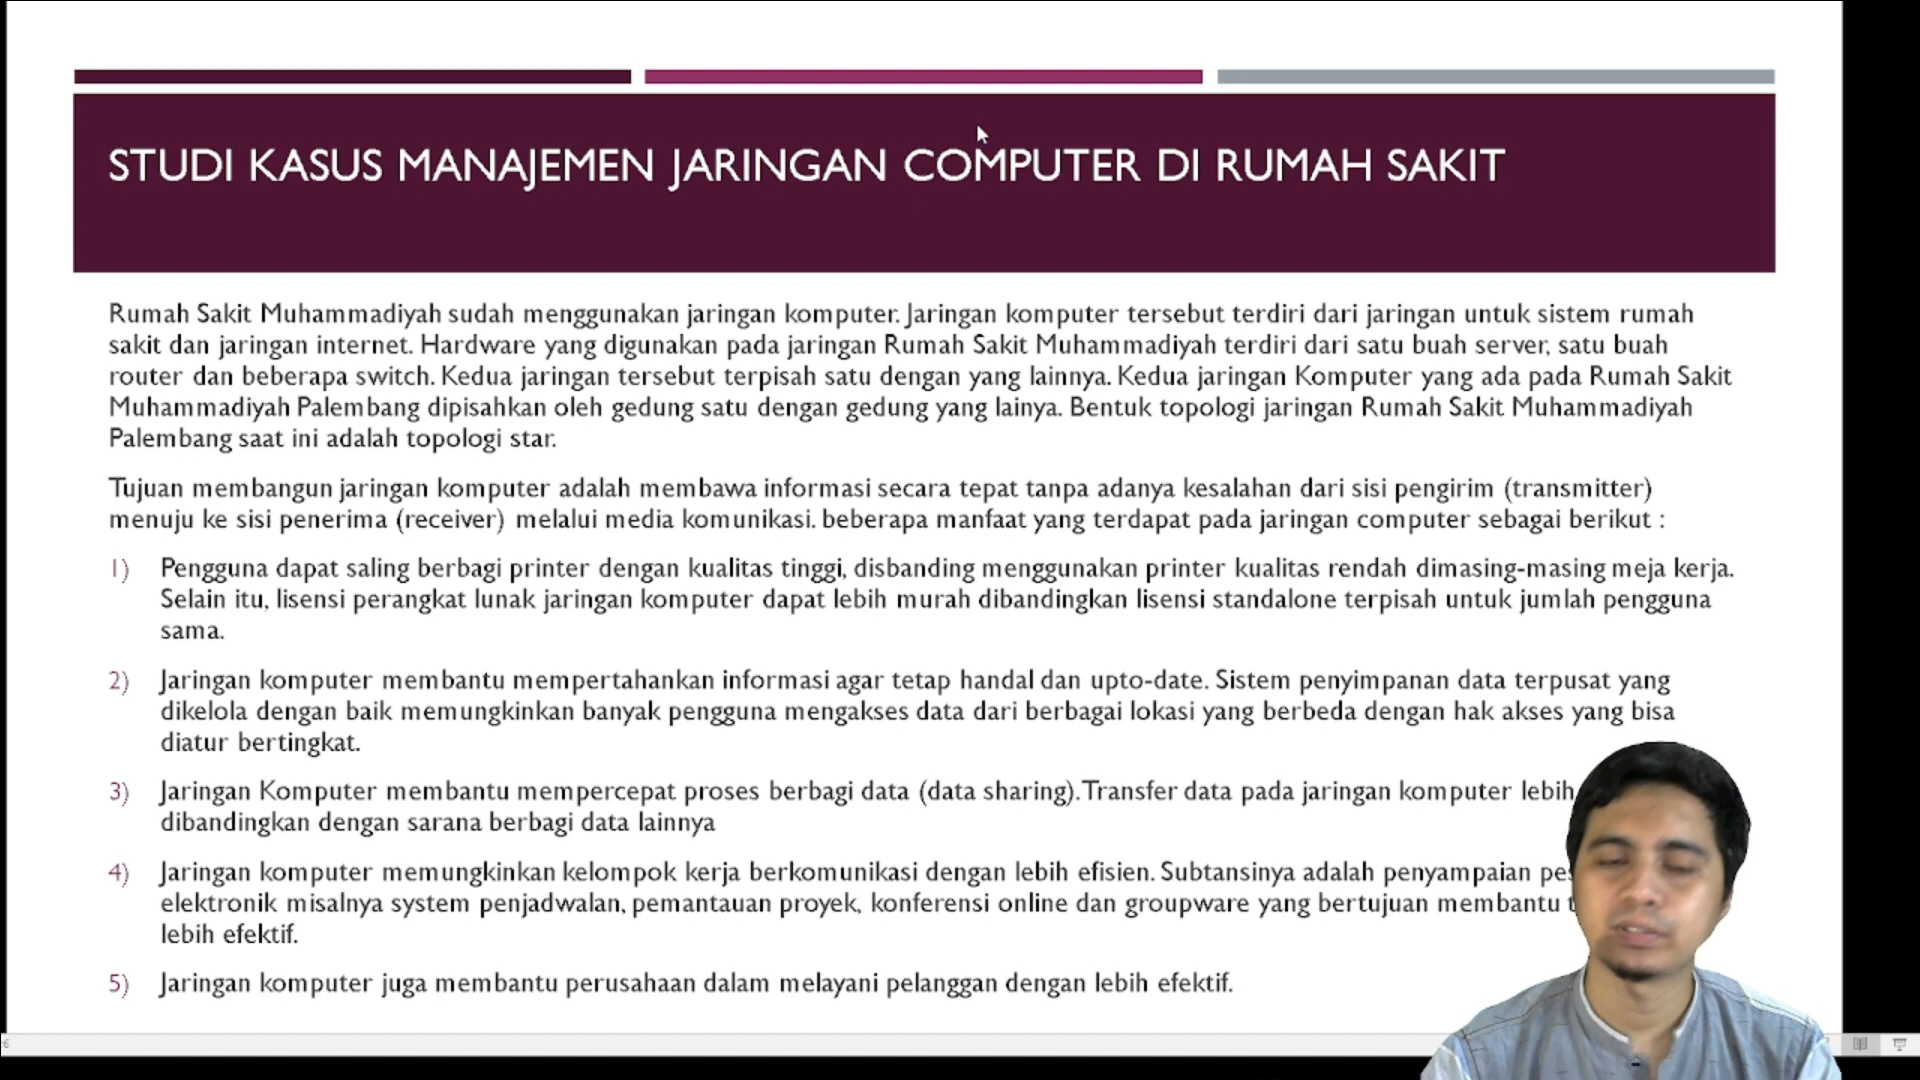 STUDI KASUS MANAJEMEN JARINGAN COMPUTER DI RUMAH SAKIT
Rumah Sakit Muhammadiyah sudah menggunakan jaringan komputer. Jaringan komputer tersebut terdiri dari jaringan untuk sistem rumah
sakit dan jaringan internet. Hardware yang digunakan pada jaringan Rumah Sakit Muhammadiyah terdiri dari satu buah server, satu buah
router dan beberapa switch. Kedua jaringan tersebut terpisah satu dengan yang lainnya. Kedua jaringan Komputer yang ada pada Rumah Sakit
Muhammadiyah Palembang dipisahkan oleh gedung satu dengan gedung yang lainya. Bentuk topologi jaringan Rumah Sakit Muhammadiyah
Palembang saat ini adalah topologi star.
Tujuan membangun jaringan komputer adalah membawa informasi secara tepat tanpa adanya kesalahan dari sisi pengirim (transmitter)
menuju ke sisi penerima (receiver) melalui media komunikasi. beberapa manfaat yang terdapat pada jaringan computer sebagai berikut :
1) Pengguna dapat saling berbagi printer dengan kualitas tinggi, disbanding menggunakan printer kualitas rendah dimasing-masing meja kerja.
Selain itu, lisensi perangkat lunak jaringan komputer dapat lebih murah dibandingkan lisensi standalone terpisah untuk jumlah pengguna
sama.
2) Jaringan komputer membantu mempertahankan informasi agar tetap handal dan upto-date. Sistem penyimpanan data terpusat yang
dikelola dengan baik memungkinkan banyak pengguna mengakses data dari berbagai lokasi yang berbeda dengan hak akses yang bisa
diatur bertingkat.
3) Jaringan Komputer membantu mempercepat proses berbagi data (data sharing). Transfer data pada jaringan komputer lebih
dibandingkan dengan sarana berbagi data lainnya
4) Jaringan komputer memungkinkan kelompok kerja berkomunikasi dengan lebih efisien. Subtansinya adalah penyampaian
elektronik misalnya system penjadwalan, pemantauan proyek, konferensi online dan groupware yang bertujuan membantu
lebih efektif.
5) Jaringan komputer juga membantu perusahaan dalam melayani pelanggan dengan lebih efektif.